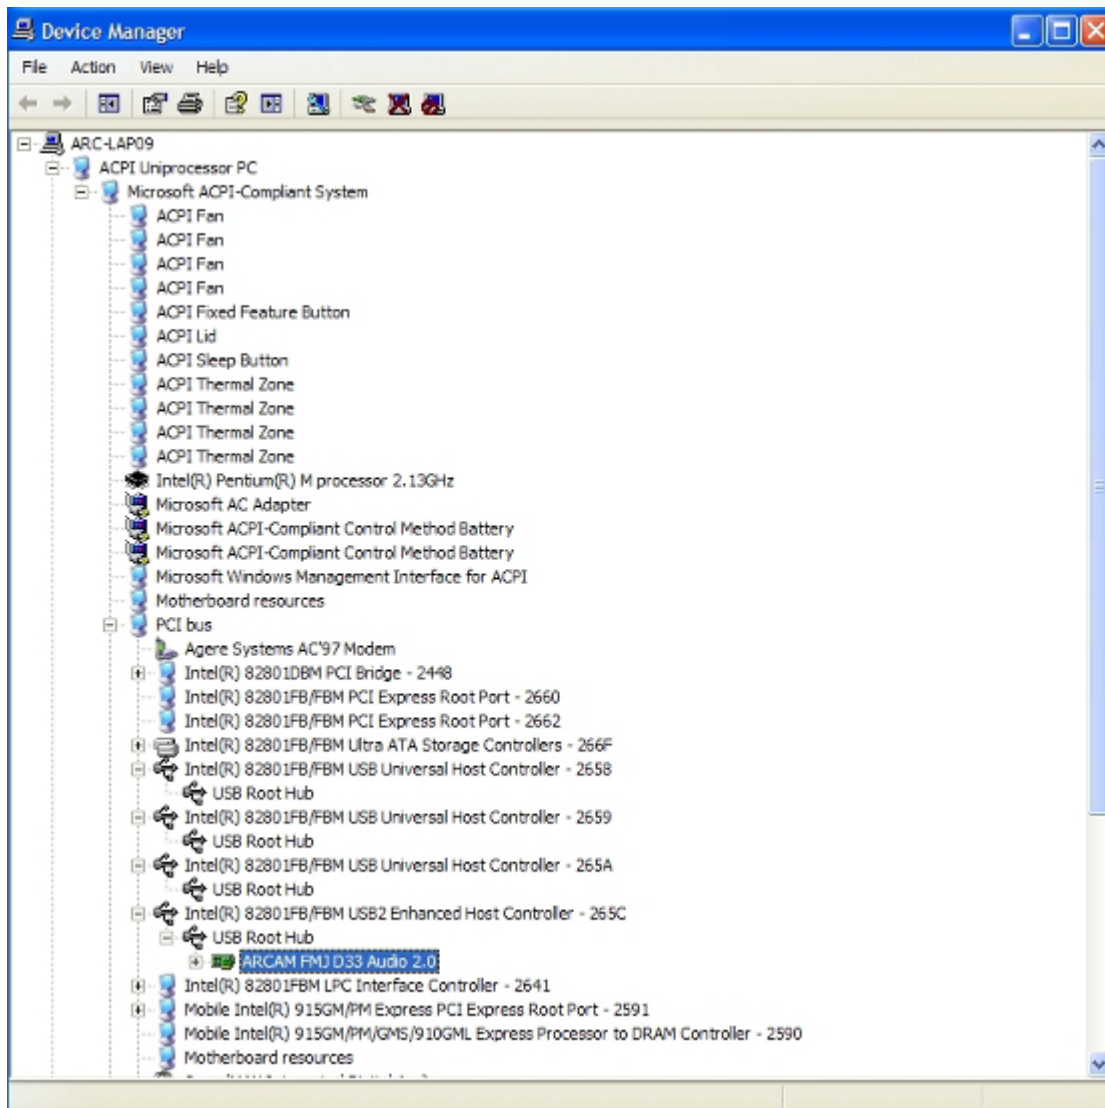 Device Manager
File Action View Help
ARC-LAP09
ACPI Uniprocessor PC
Microsoft ACPI-Compliant System
ACPI Fan
ACPI Fan
ACPI Fan
ACPI Fan
ACPI Fixed Feature Button
ACPI Lid
ACPI Sleep Button
ACPI Thermal Zone
ACPI Thermal Zone
ACPI Thermal Zone
ACPI Thermal Zone
Intel(R) Pentium(R) M processor 2.13GHz
Microsoft AC Adapter
Microsoft ACPI-Compliant Control Method Battery
Microsoft ACPI-Compliant Control Method Battery
Microsoft Windows Management Interface for ACPI
Motherboard resources
PCI bus
Agere Systems AC'97 Modem
Intel(R) 82801DBM PCI Bridge - 2448
Intel(R) 82801FB/FBM PCI Express Root Port - 2660
Intel(R) 82801FB/FBM PCI Express Root Port - 2662
Intel(R) 82801FB/FBM Ultra ATA Storage Controllers - 266F
Intel(R) 82801FB/FBM USB Universal Host Controller - 2658
USB Root Hub
Intel(R) 82801FB/FBM USB Universal Host Controller - 2659
USB Root Hub
Intel(R) 82801FB/FBM USB Universal Host Controller - 265A
USB Root Hub
Intel(R) 82801FB/FBM USB2 Enhanced Host Controller - 265C
USB Root Hub
ARCAM FMJ D33 Audio 2.0
Intel(R) 82801FBM LPC Interface Controller - 2641
Mobile Intel(R) 915GM/PM Express PCI Express Root Port - 2591
Mobile Intel(R) 915GM/PM/GMS/910GML Express Processor to DRAM Controller - 2590
Motherboard resources